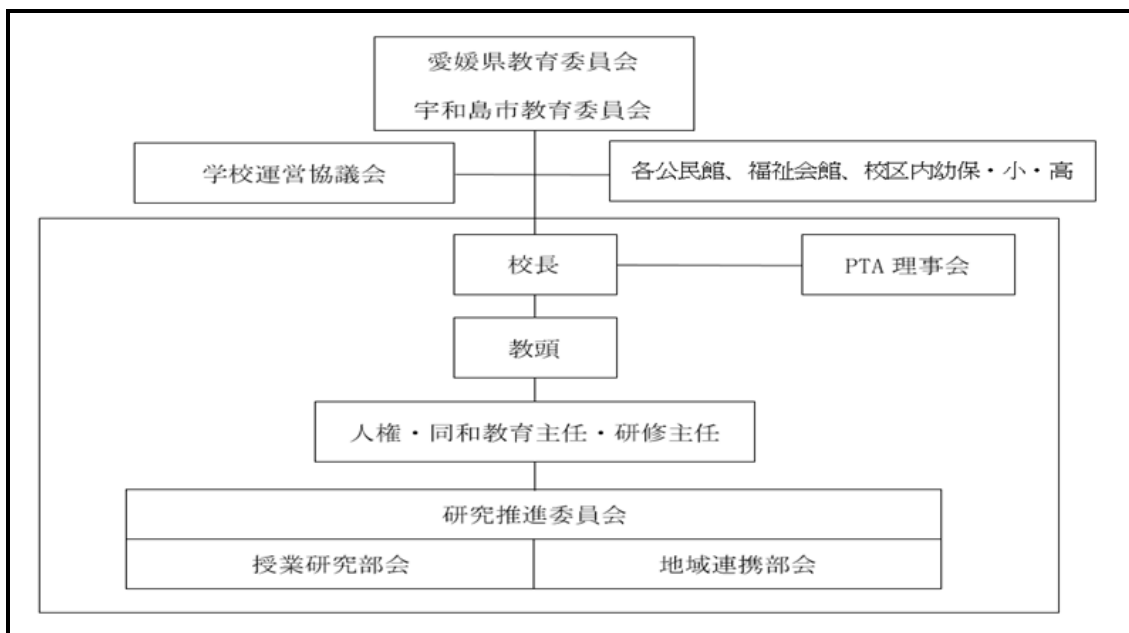 愛媛県教育委員会
宇和島市教育委員会
学校運営協議会
各公民館、福祉会館、校区内幼保・小・高
校長
PTA 理事会
教頭
人権・同和教育主任・研修主任
研究推進委員会
授業研究部会
地域連携部会